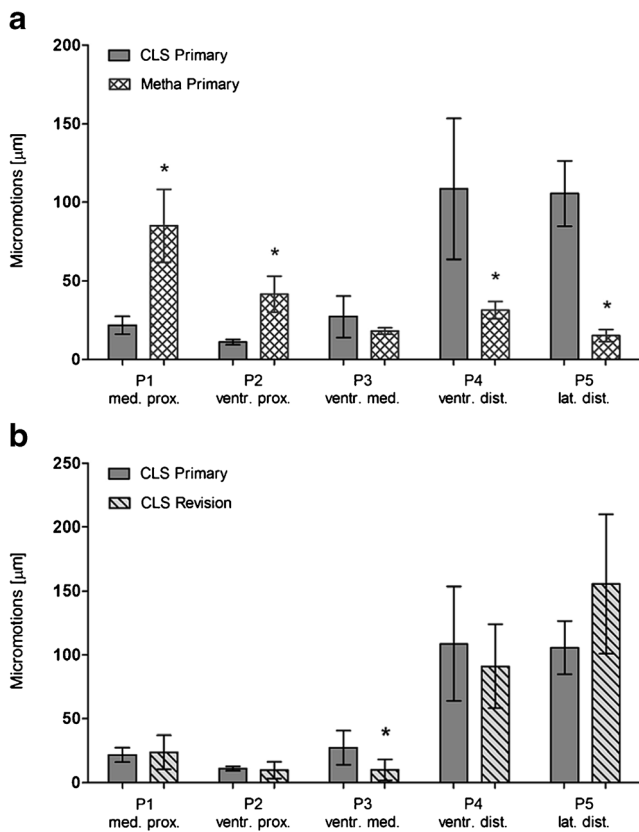 a
200
150
100
50
0
Micromotions [µm]
CLS Primary
Metha Primary
*
*
*
*
P1 P2 P3 P4 P5
med. prox. ventr. prox. ventr. med. ventr. dist. lat. dist.
b
250
200
150
100
50
0
Micromotions [µm]
CLS Primary
CLS Revision
*
P1 P2 P3 P4 P5
med. prox. ventr. prox. ventr. med. ventr. dist. lat. dist.